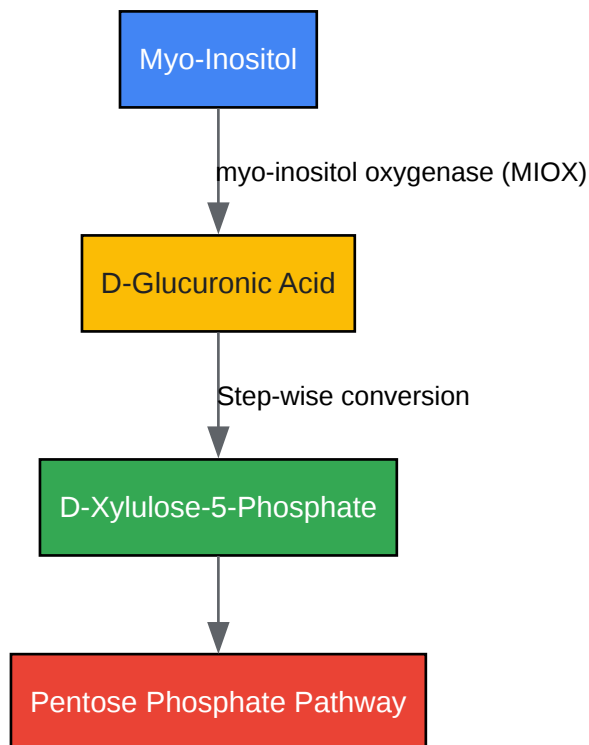 Myo-Inositol
myo-inositol oxygenase (MIOX)
D-Glucuronic Acid
Step-wise conversion
D-Xylulose-5-Phosphate
Pentose Phosphate Pathway